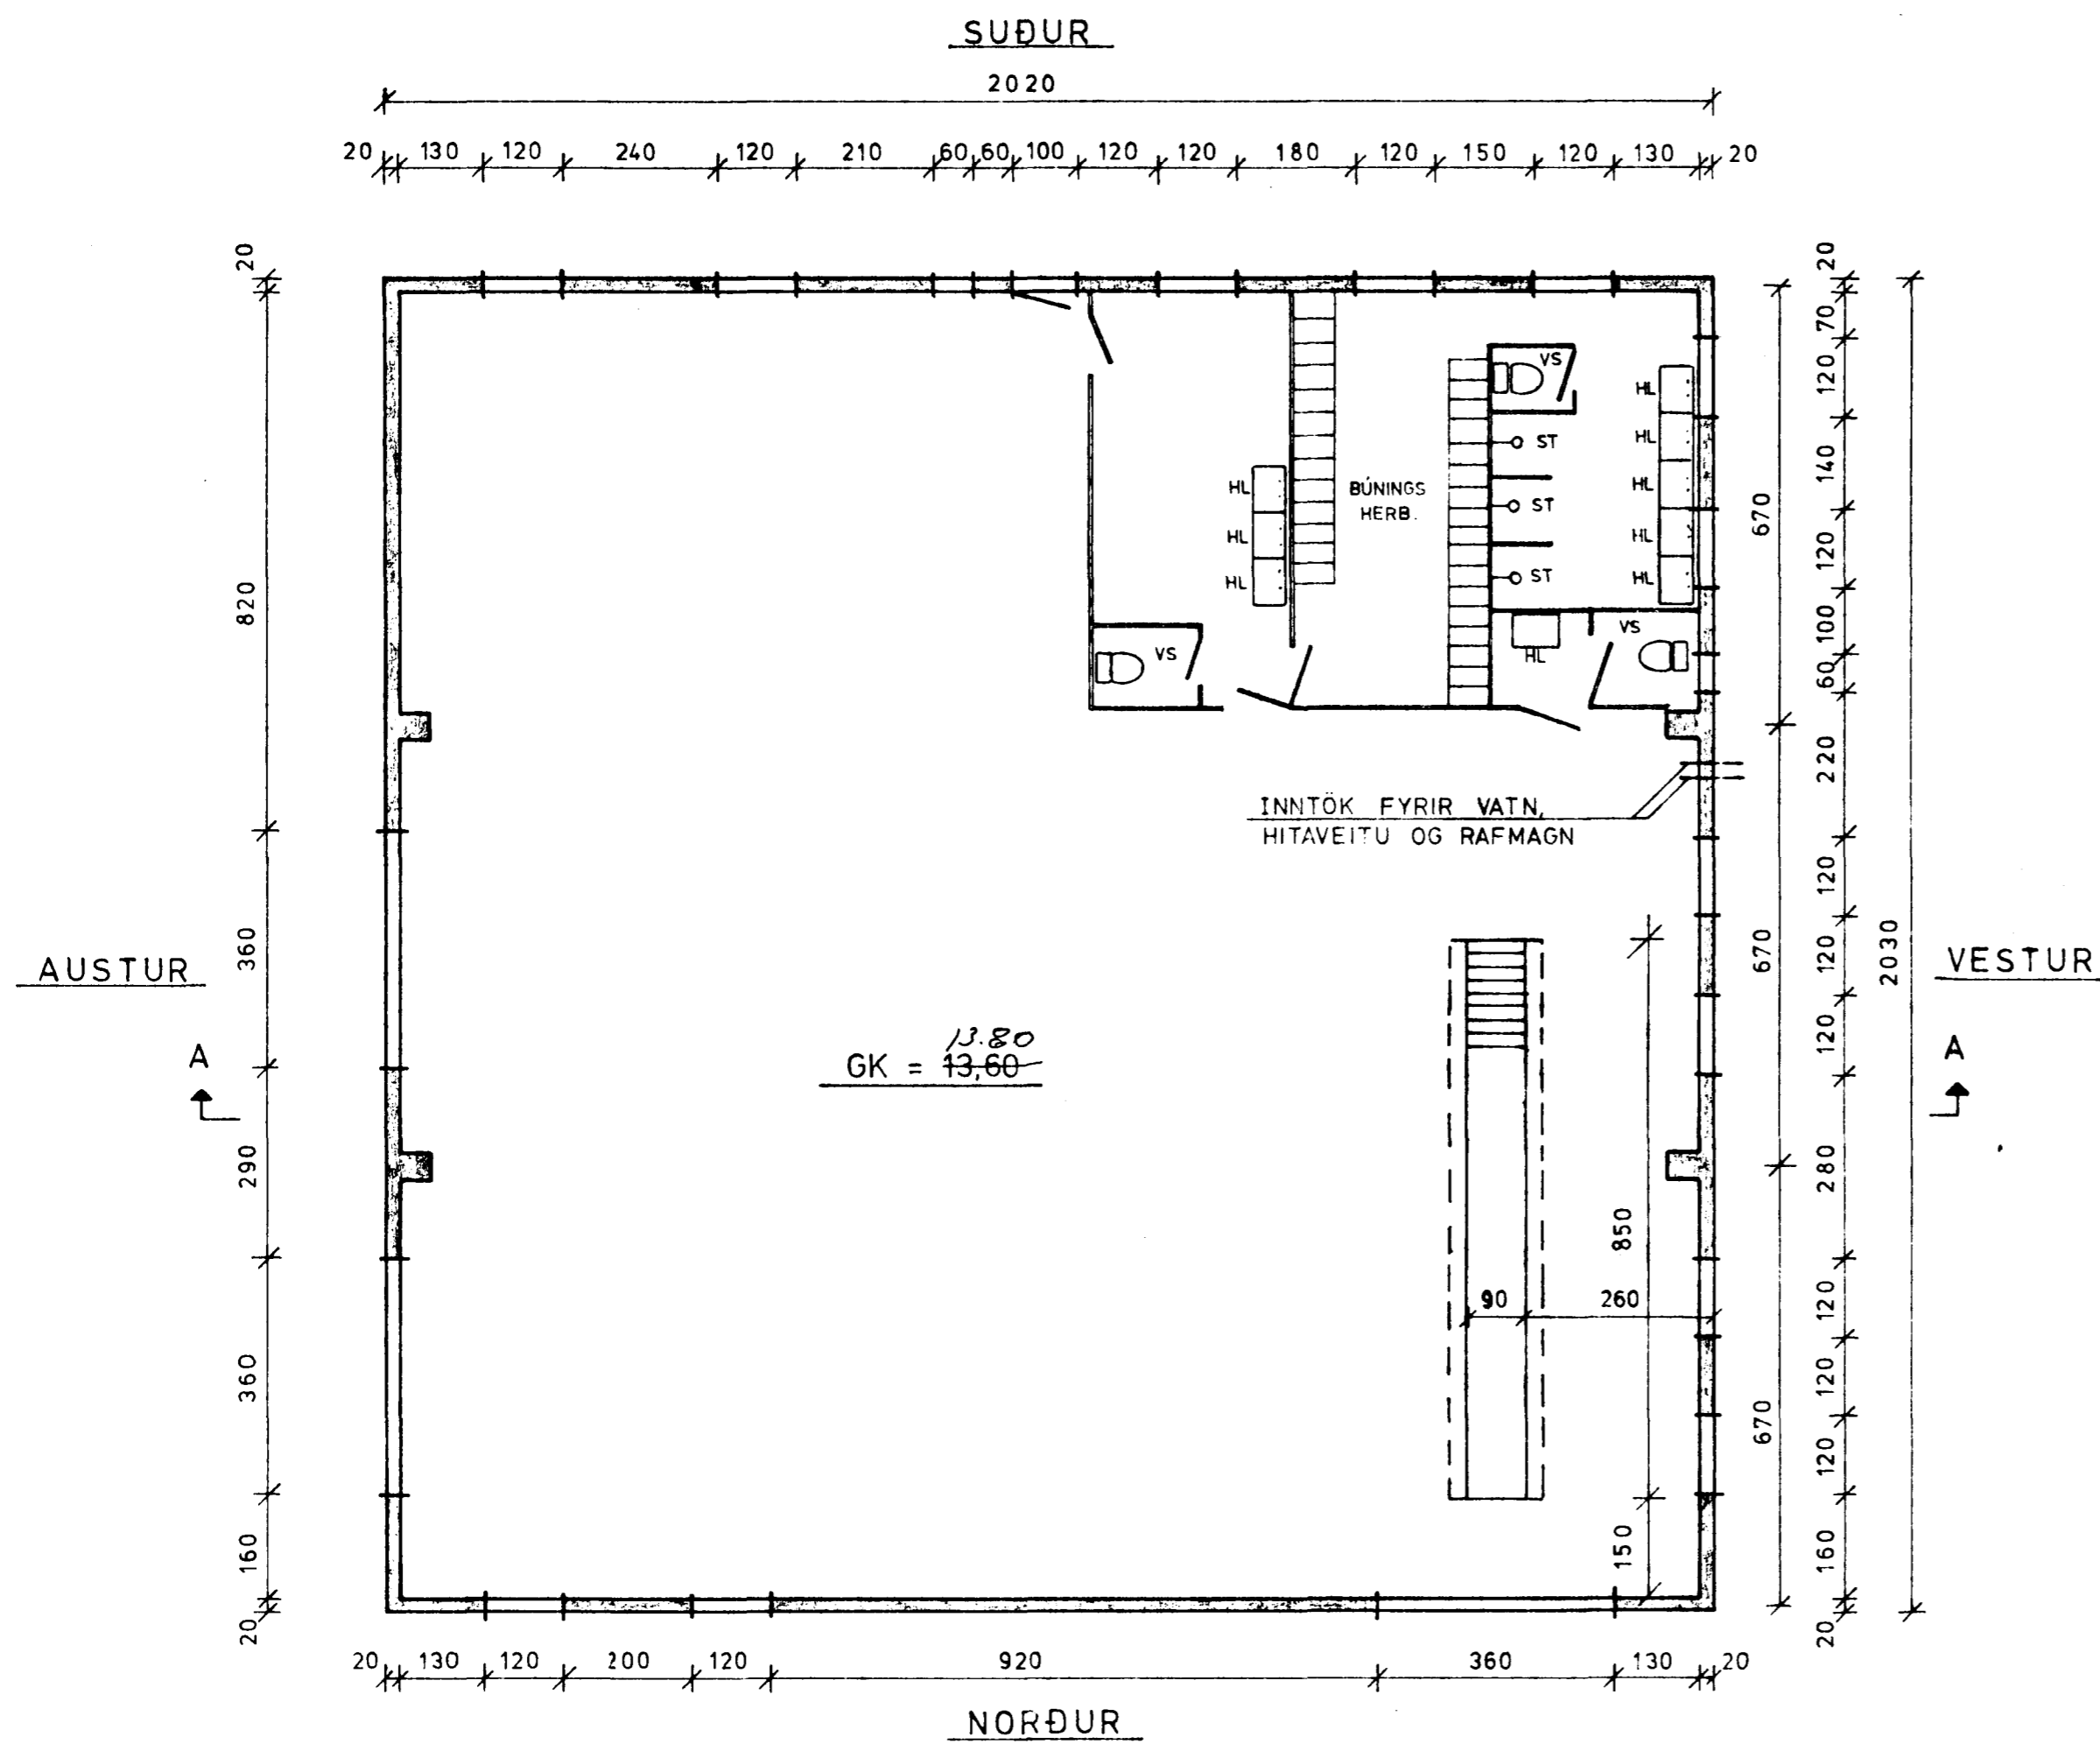 SUÐUR
2020
20 130 120 240 120 210 60 60 100 120 120 180 120 150 120 130 20
20
820
360
290
360
160
20
20
70
120
140
120
100
60
220
120
120
120
280
120
120
120
160
20
670
670
670
2030
VS
HL
HL
HL
HL
HL
ST
ST
ST
HL
HL
HL
BÚNINGS
HERB.
VS
HL
VS
INNTÖK FYRIR VATN,
HITAVEITU OG RAFMAGN
AUSTUR
VESTUR
A
A
13.80
GK = 13,60
850
90 260
150
20 130 120 200 120 920 360 130 20
NORÐUR